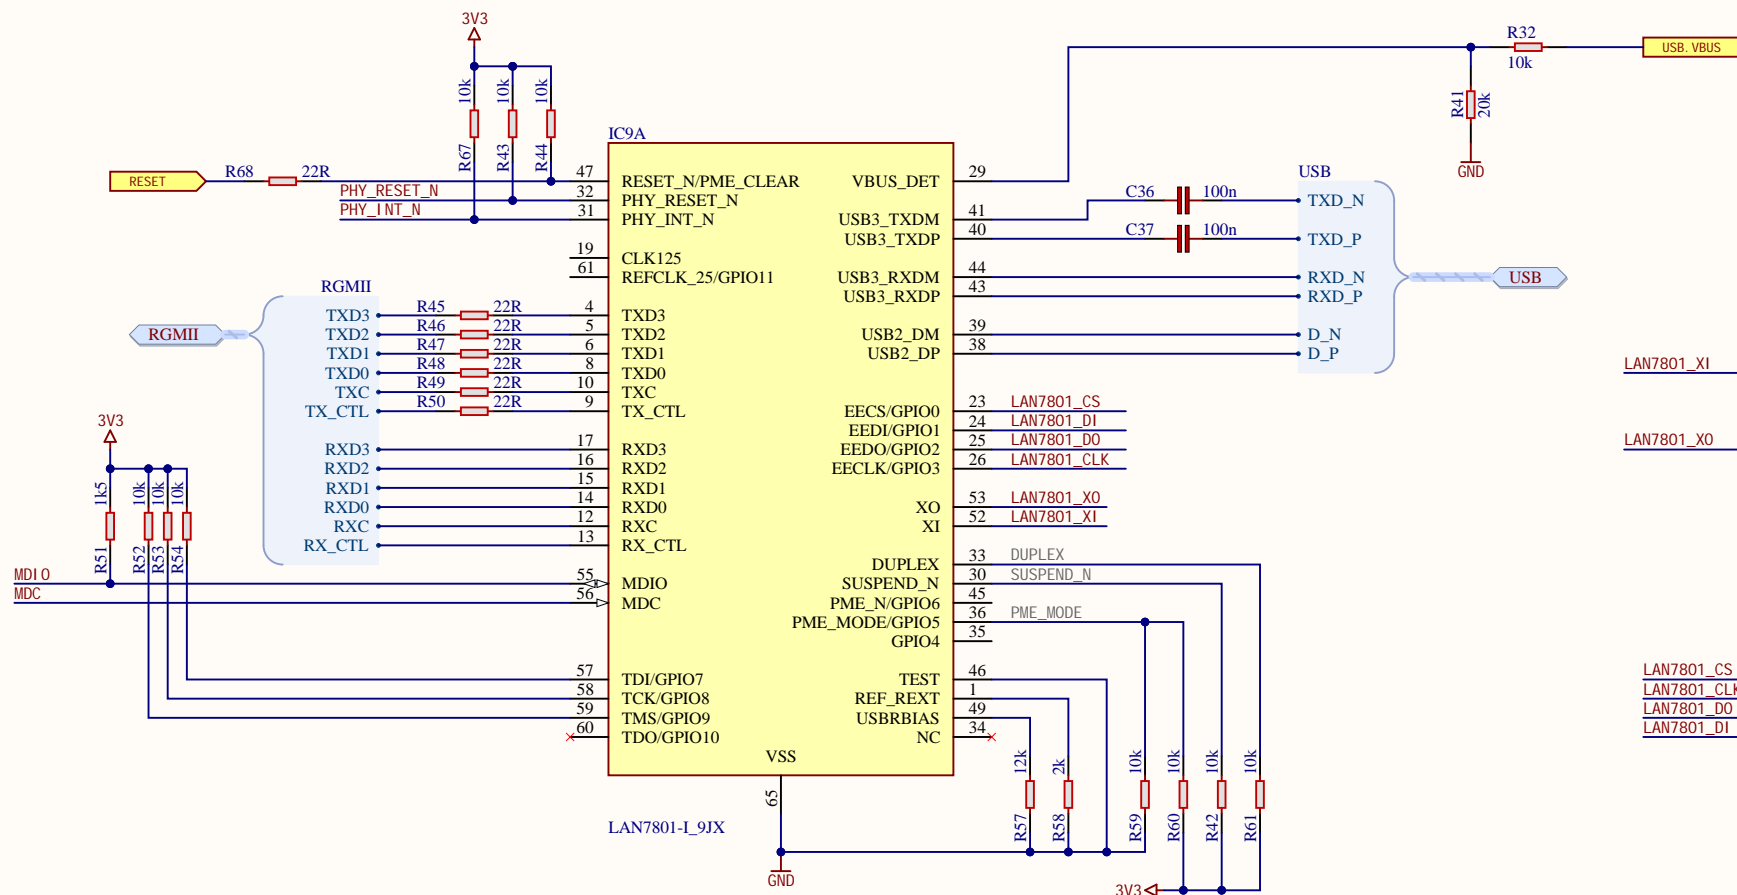 3V3
R32
USB.VBUS
10k
10k
10k
10k
R41
20k
R67
R43
R44
GND
IC9A
RESET
R68
22R
47
RESET_N/PME_CLEAR
VBUS_DET
29
USB
PHY_RESET_N
32
PHY_RESET_N
C36
100n
TXD_N
PHY_INT_N
31
PHY_INT_N
USB3_TXDM
41
USB3_TXDP
40
C37
100n
TXD_P
19
CLK125
61
REFCLK_25/GPIO11
USB3_RXDM
44
RXD_N
USB
USB3_RXDP
43
RXD_P
RGMII
RGMII
TXD3
R45
22R
4
TXD3
TXD2
R46
22R
5
TXD2
USB2_DM
39
D_N
TXD1
R47
22R
6
TXD1
USB2_DP
38
D_P
TXD0
R48
22R
8
TXD0
LAN7801_XI
TXC
R49
22R
10
TXC
TX_CTL
R50
22R
9
TX_CTL
EECS/GPIO0
23
LAN7801_CS
EEDI/GPIO1
24
LAN7801_DI
3V3
RXD3
17
RXD3
EEDO/GPIO2
25
LAN7801_DO
LAN7801_XO
RXD2
16
RXD2
EECLK/GPIO3
26
LAN7801_CLK
RXD1
15
RXD1
RXD0
14
RXD0
XO
53
LAN7801_XO
RXC
12
RXC
XI
52
LAN7801_XI
RX_CTL
13
RX_CTL
1k5
10k
10k
10k
R51
R52
R53
R54
DUPLEX
33
DUPLEX
MDIO
55
MDIO
SUSPEND_N
30
SUSPEND_N
MDC
56
MDC
PME_N/GPIO6
45
PME_MODE/GPIO5
36
PME_MODE
GPIO4
35
57
TDI/GPIO7
TEST
46
LAN7801_CS
58
TCK/GPIO8
REF_REXT
1
LAN7801_CLK
59
TMS/GPIO9
USBRBIAS
49
LAN7801_DO
60
TDO/GPIO10
NC
34
LAN7801_DI
VSS
65
12k
2k
10k
10k
10k
10k
R57
R58
R59
R60
R42
R61
LAN7801-I_9JX
GND
3V3